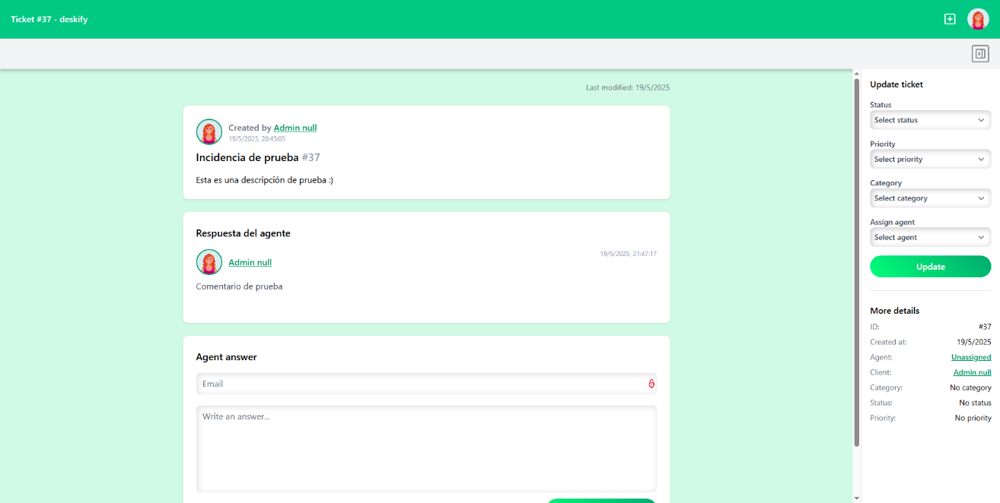 Ticket #37 - deskify
Last modified: 19/5/2025
Created by Admin null
19/5/2025, 20:45:05
Incidencia de prueba #37
Esta es una descripción de prueba :)
Respuesta del agente
Admin null
19/5/2025, 21:47:17
Comentario de prueba
Agent answer
Email
Write an answer...
Update ticket
Status
Select status
Priority
Select priority
Category
Select category
Assign agent
Select agent
Update
More details
ID: #37
Created at: 19/5/2025
Agent: Unassigned
Client: Admin null
Category: No category
Status: No status
Priority: No priority